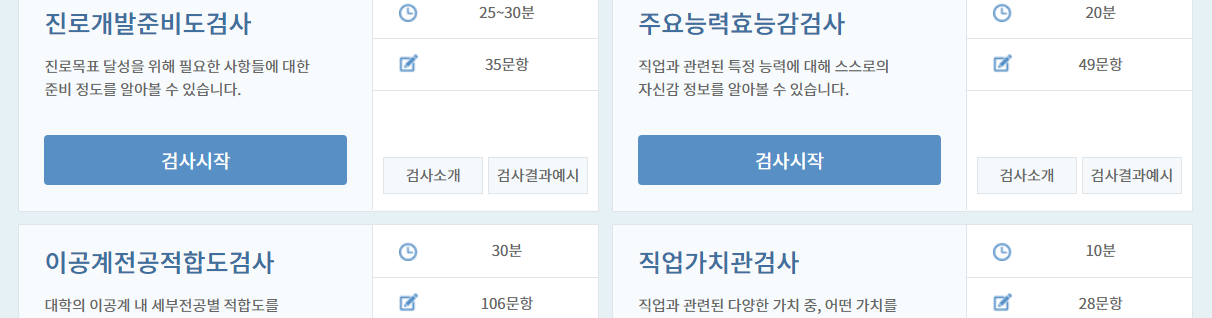 진로개발준비도검사
진로목표 달성을 위해 필요한 사항들에 대한
준비 정도를 알아볼 수 있습니다.
검사시작
25~30분
35문항
검사소개
검사결과예시
주요능력효능감검사
직업과 관련된 특정 능력에 대해 스스로의
자신감 정보를 알아볼 수 있습니다.
검사시작
20분
49문항
검사소개
검사결과예시
이공계전공적합도검사
대학의 이공계 내 세부전공별 적합도를
30분
106문항
직업가치관검사
직업과 관련된 다양한 가치 중, 어떤 가치를
10분
28문항